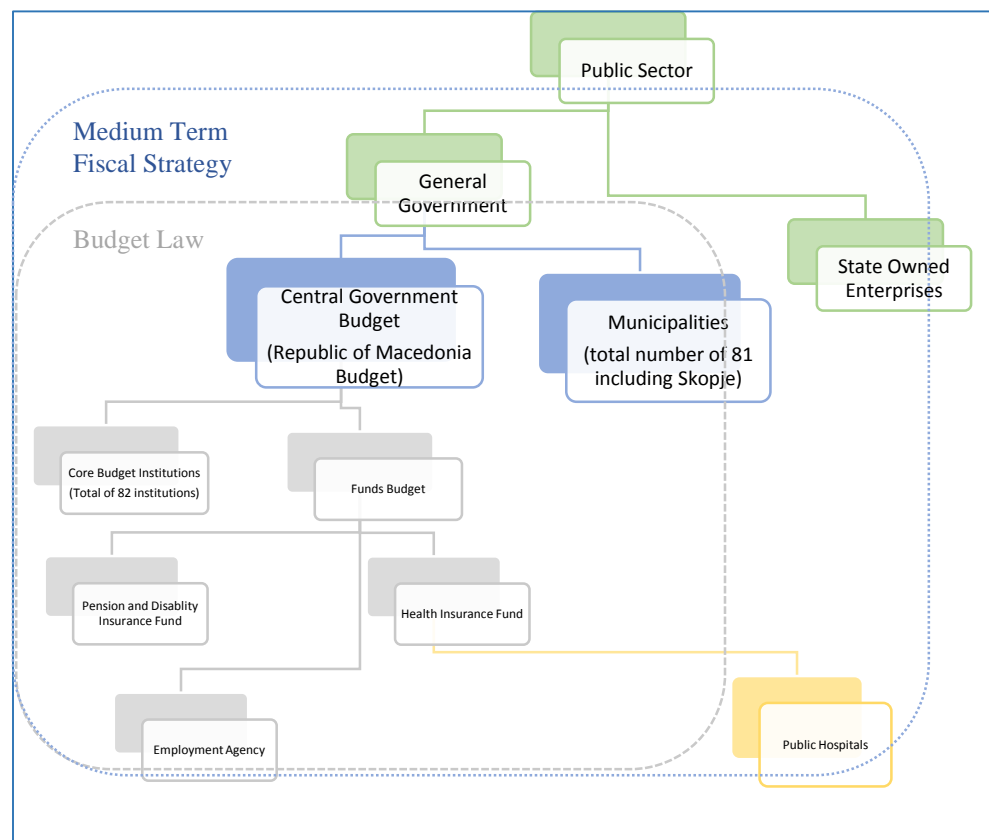 Public Sector
Medium Term
Fiscal Strategy
General
Government
Budget Law
State Owned
Enterprises
Central Government
Budget
(Republic of Macedonia
Budget)
Municipalities
(total number of 81
including Skopje)
Core Budget Institutions
(Total of 82 institutions)
Funds Budget
Pension and Disablity
Insurance Fund
Health Insurance Fund
Employment Agency
Public Hospitals